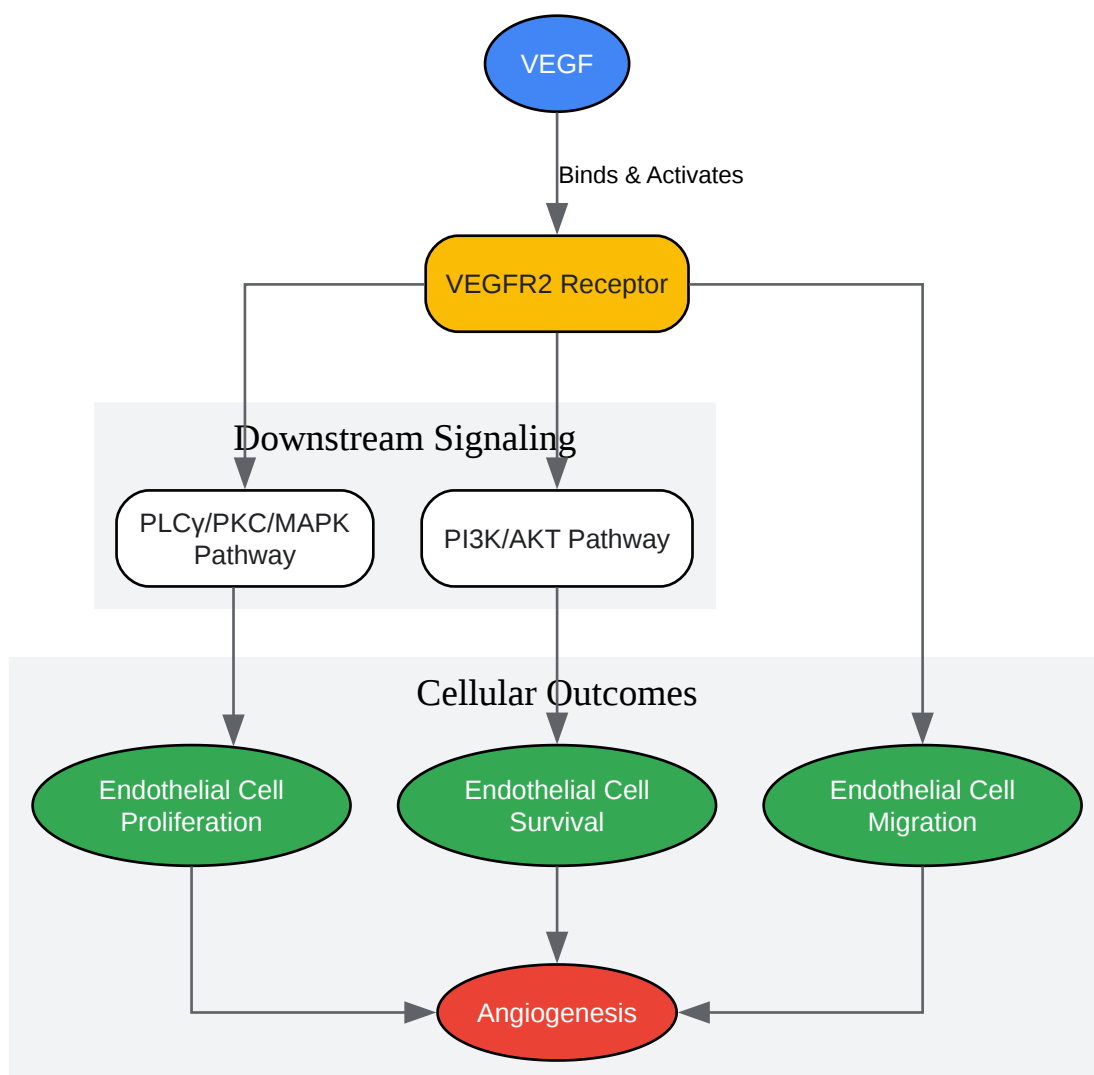 VEGF
Binds & Activates
VEGFR2 Receptor
Downstream Signaling
PLCγ/PKC/MAPK
Pathway
PI3K/AKT Pathway
Cellular Outcomes
Endothelial Cell
Proliferation
Endothelial Cell
Survival
Endothelial Cell
Migration
Angiogenesis